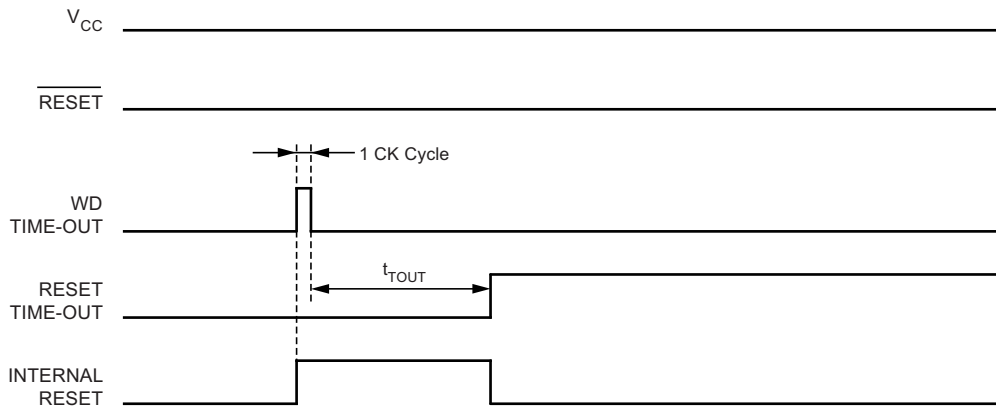 VCC
RESET
1 CK Cycle
WD
TIME-OUT
RESET
TIME-OUT
tTOUT
INTERNAL
RESET